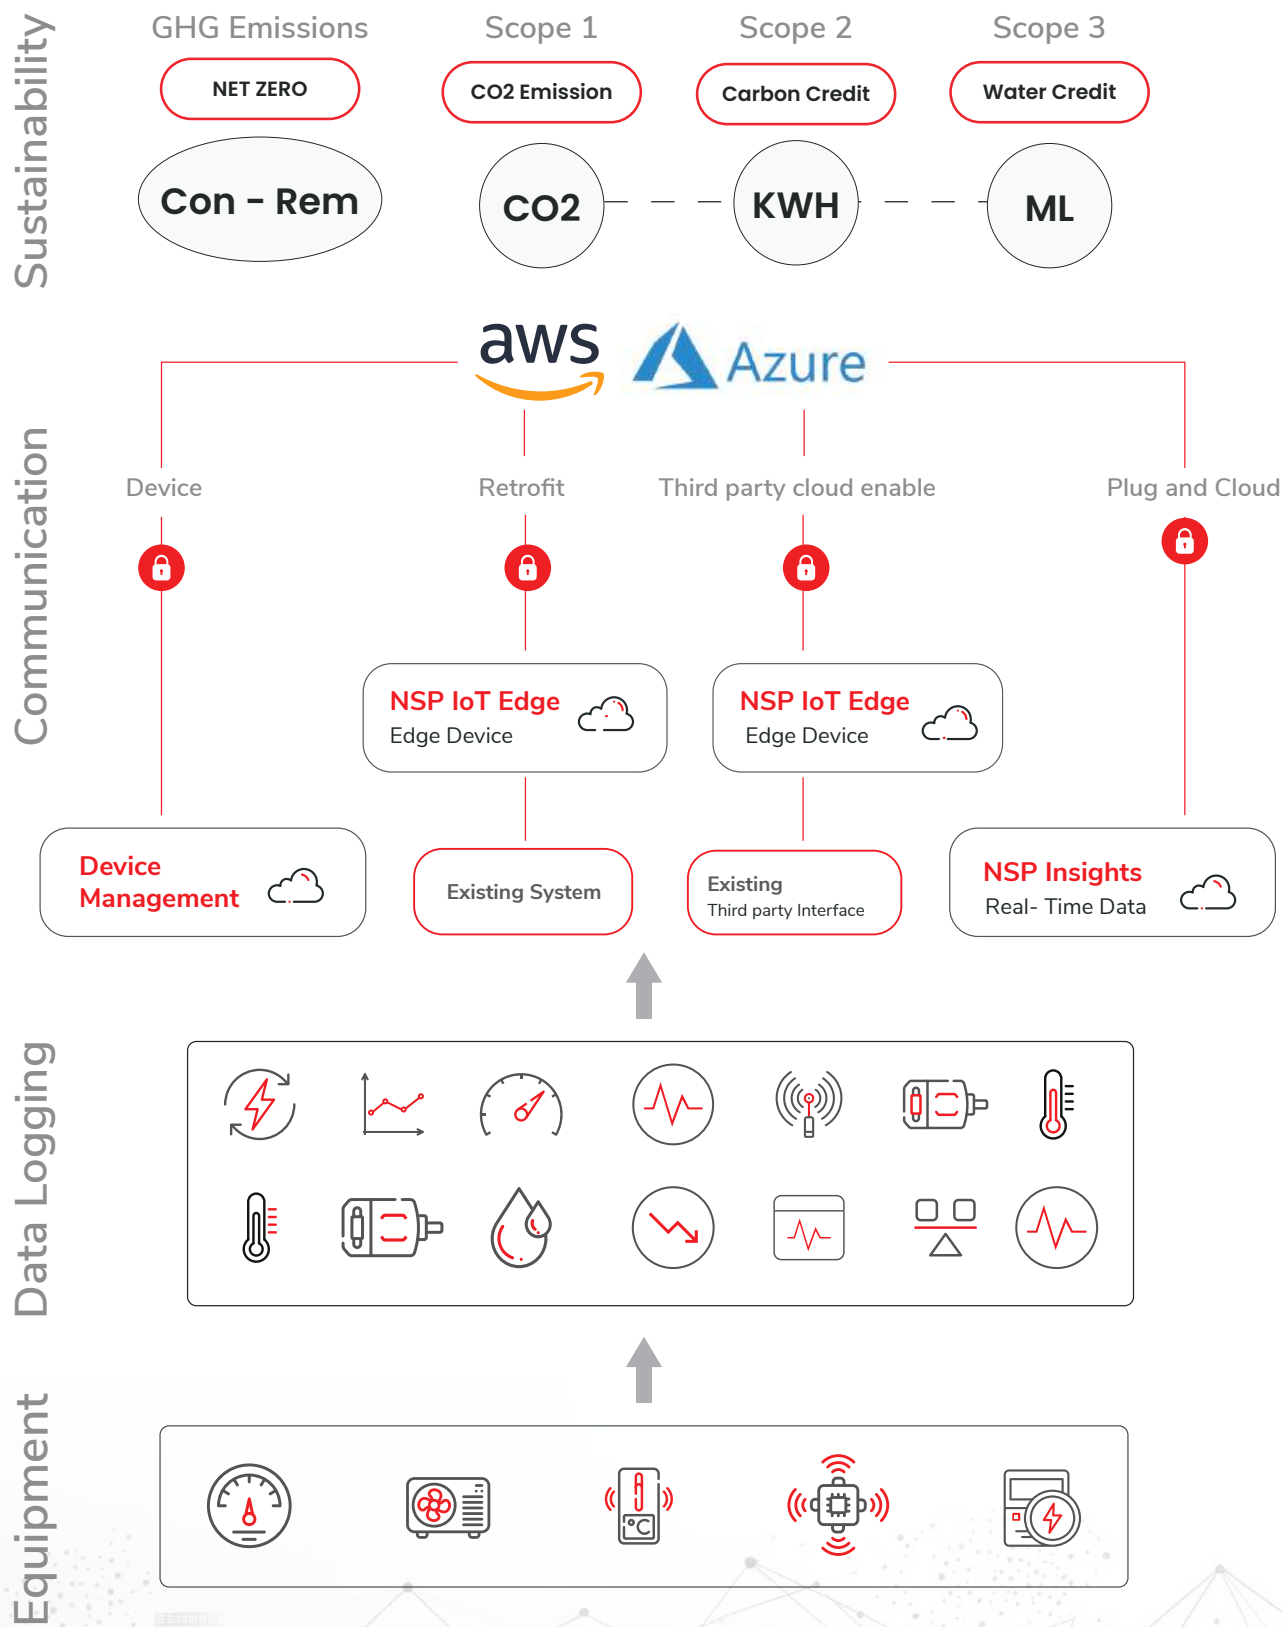 Sustainability
GHG Emissions
Scope 1
Scope 2
Scope 3
NET ZERO
CO2 Emission
Carbon Credit
Water Credit
Con - Rem
CO2
KWH
ML
Communication
aws
Azure
Device
Retrofit
Third party cloud enable
Plug and Cloud
NSP IoT Edge
Edge Device
NSP IoT Edge
Edge Device
Device
Management
Existing System
Existing
Third party Interface
NSP Insights
Real- Time Data
Data Logging
Equipment
°C